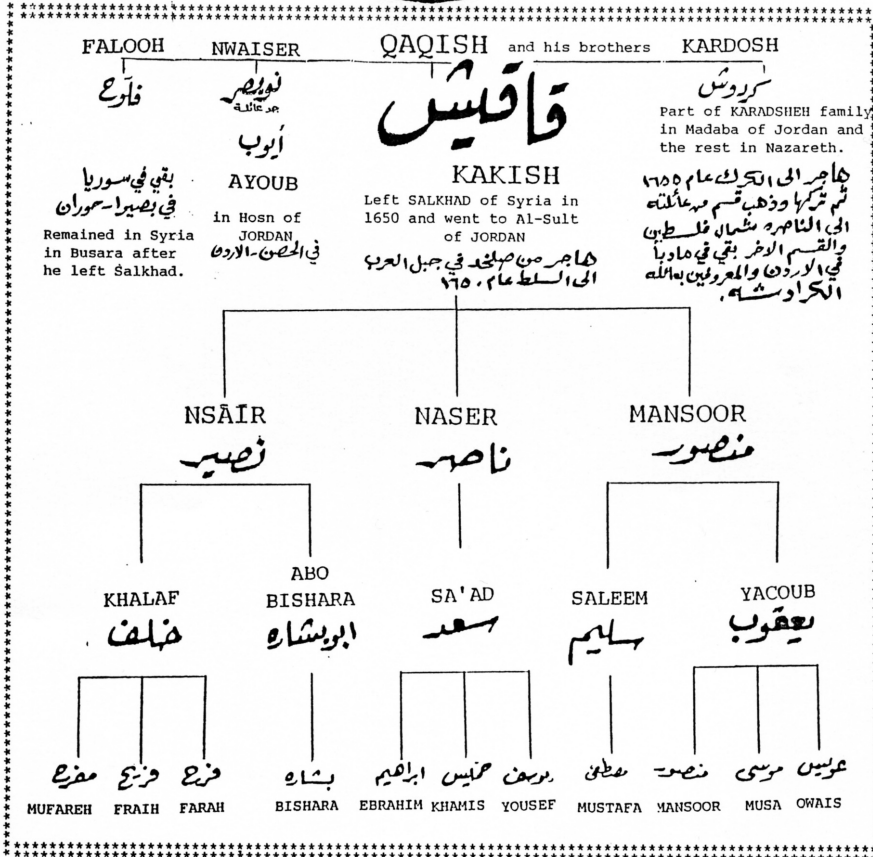 FALOOH NWAISER QAQISH and his brothers KARDOSH
فلّوح نويصر قاقيش كردوش
جد عائلة
أيوب
Part of KARADSHEH family
in Madaba of Jordan and
the rest in Nazareth.
بقي في سوريا
في بصيرا-حوران
AYOUB
KAKISH
Remained in Syria
in Busara after
he left Salkhad.
in Hosn of
JORDAN
في الحصن-الاردن
Left SALKHAD of Syria in
1650 and went to Al-Sult
of JORDAN
هاجر من صلخد في جبل العرب
الى السلط عام ١٦٥٠
هاجر الى الكرك عام ١٦٥٥
ثم تركها وذهب قسم من عائلته
الى الناصره شمال فلسطين
والقسم الاخر بقي في مادبا
في الاردن والمعروفين بعائله
الكرادشه.
NSAIR NASER MANSOOR
نصير ناصر منصور
KHALAF ABO BISHARA SA'AD SALEEM YACOUB
خلف ابو بشاره سعد سليم يعقوب
مفرح فريح فرح بشاره ابراهيم خميس يوسف مصطفى منصور موسى عويس
MUFAREH FRAIH FARAH BISHARA EBRAHIM KHAMIS YOUSEF MUSTAFA MANSOOR MUSA OWAIS